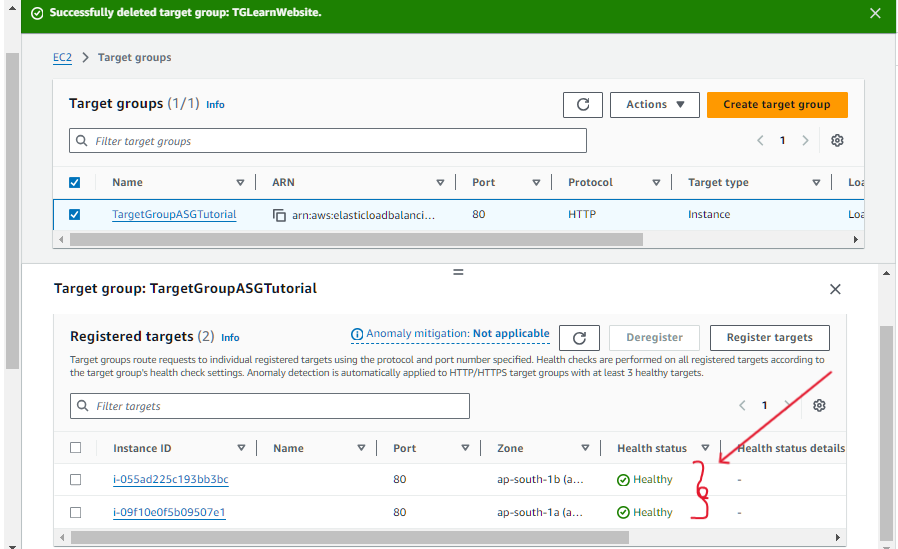 Successfully deleted target group: TGLearnWebsite.
EC2 > Target groups
Target groups (1/1) Info
Actions
Create target group
Filter target groups
1
Name ARN Port Protocol Target type Loa
TargetGroupASGTutorial arn:aws:elasticloadbalanci... 80 HTTP Instance Loa
Target group: TargetGroupASGTutorial
Registered targets (2) Info
Anomaly mitigation: Not applicable
Deregister
Register targets
Target groups route requests to individual registered targets using the protocol and port number specified. Health checks are performed on all registered targets according to
the target group's health check settings. Anomaly detection is automatically applied to HTTP/HTTPS target groups with at least 3 healthy targets.
Filter targets
1
Instance ID Name Port Zone Health status Health status details
i-055ad225c193bb3bc 80 ap-south-1b (a... Healthy -
i-09f10e0f5b09507e1 80 ap-south-1a (a... Healthy -